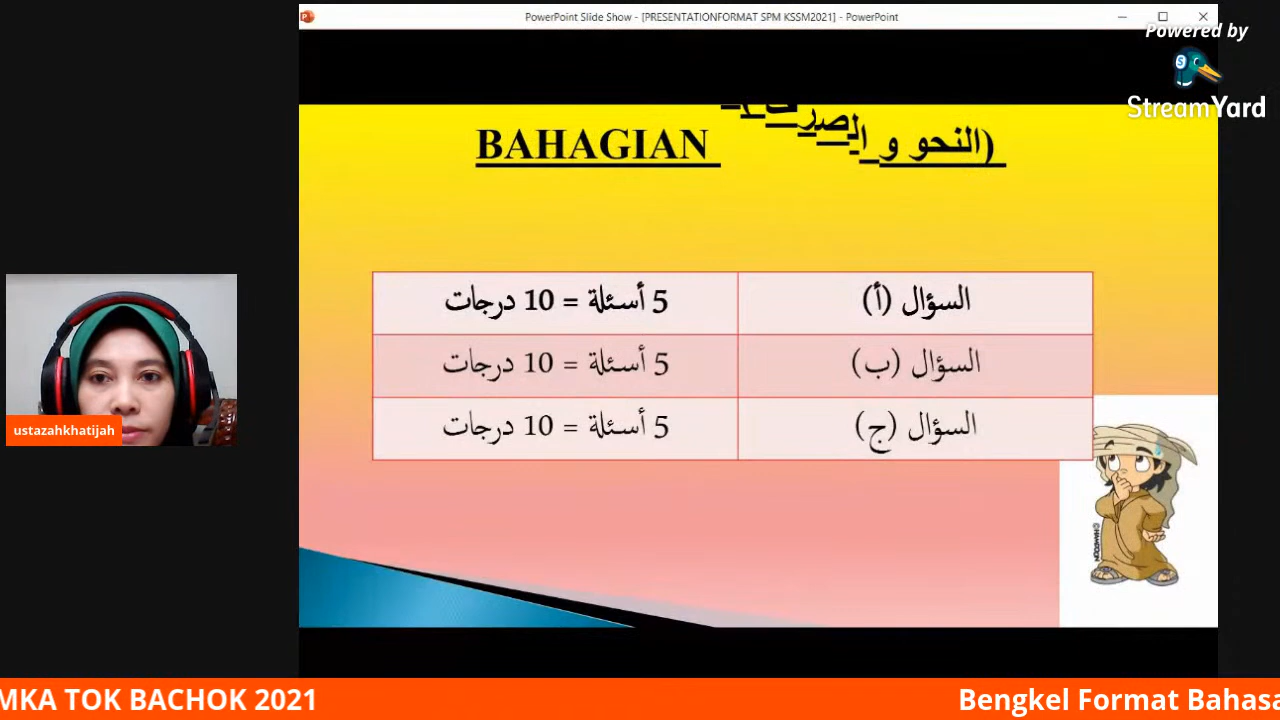 PowerPoint Slide Show - [PRESENTATIONFORMAT SPM KSSM2021] - PowerPoint
Powered by
StreamYard
BAHAGIAN
(النحو و الصرف
السؤال (أ)
5 أسئلة = 10 درجات
السؤال (ب)
5 أسئلة = 10 درجات
السؤال (ج)
5 أسئلة = 10 درجات
ustazahkhatijah
MKA TOK BACHOK 2021
Bengkel Format Bahasa